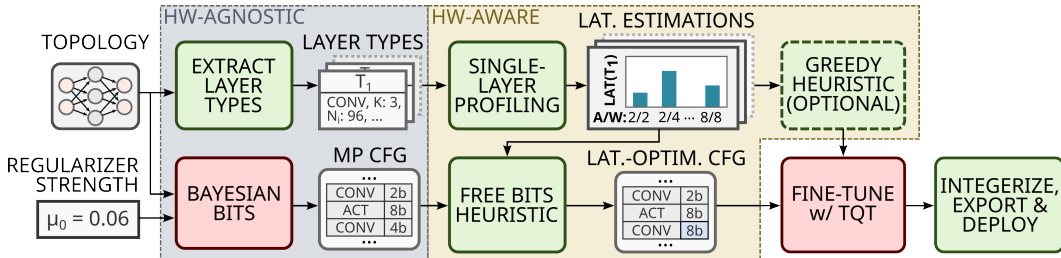 HW-AGNOSTIC
HW-AWARE
TOPOLOGY
EXTRACT
LAYER
TYPES
LAYER TYPES
T1
CONV, K: 3,
Ni: 96, ...
SINGLE-
LAYER
PROFILING
LAT. ESTIMATIONS
LAT(T1)
A/W: 2/2 2/4 ... 8/8
GREEDY
HEURISTIC
(OPTIONAL)
REGULARIZER
STRENGTH
μ0 = 0.06
BAYESIAN
BITS
MP CFG
...
CONV 2b
ACT 8b
CONV 4b
...
FREE BITS
HEURISTIC
LAT.-OPTIM. CFG
...
CONV 2b
ACT 8b
CONV 8b
...
FINE-TUNE
w/ TQT
INTEGERIZE,
EXPORT &
DEPLOY